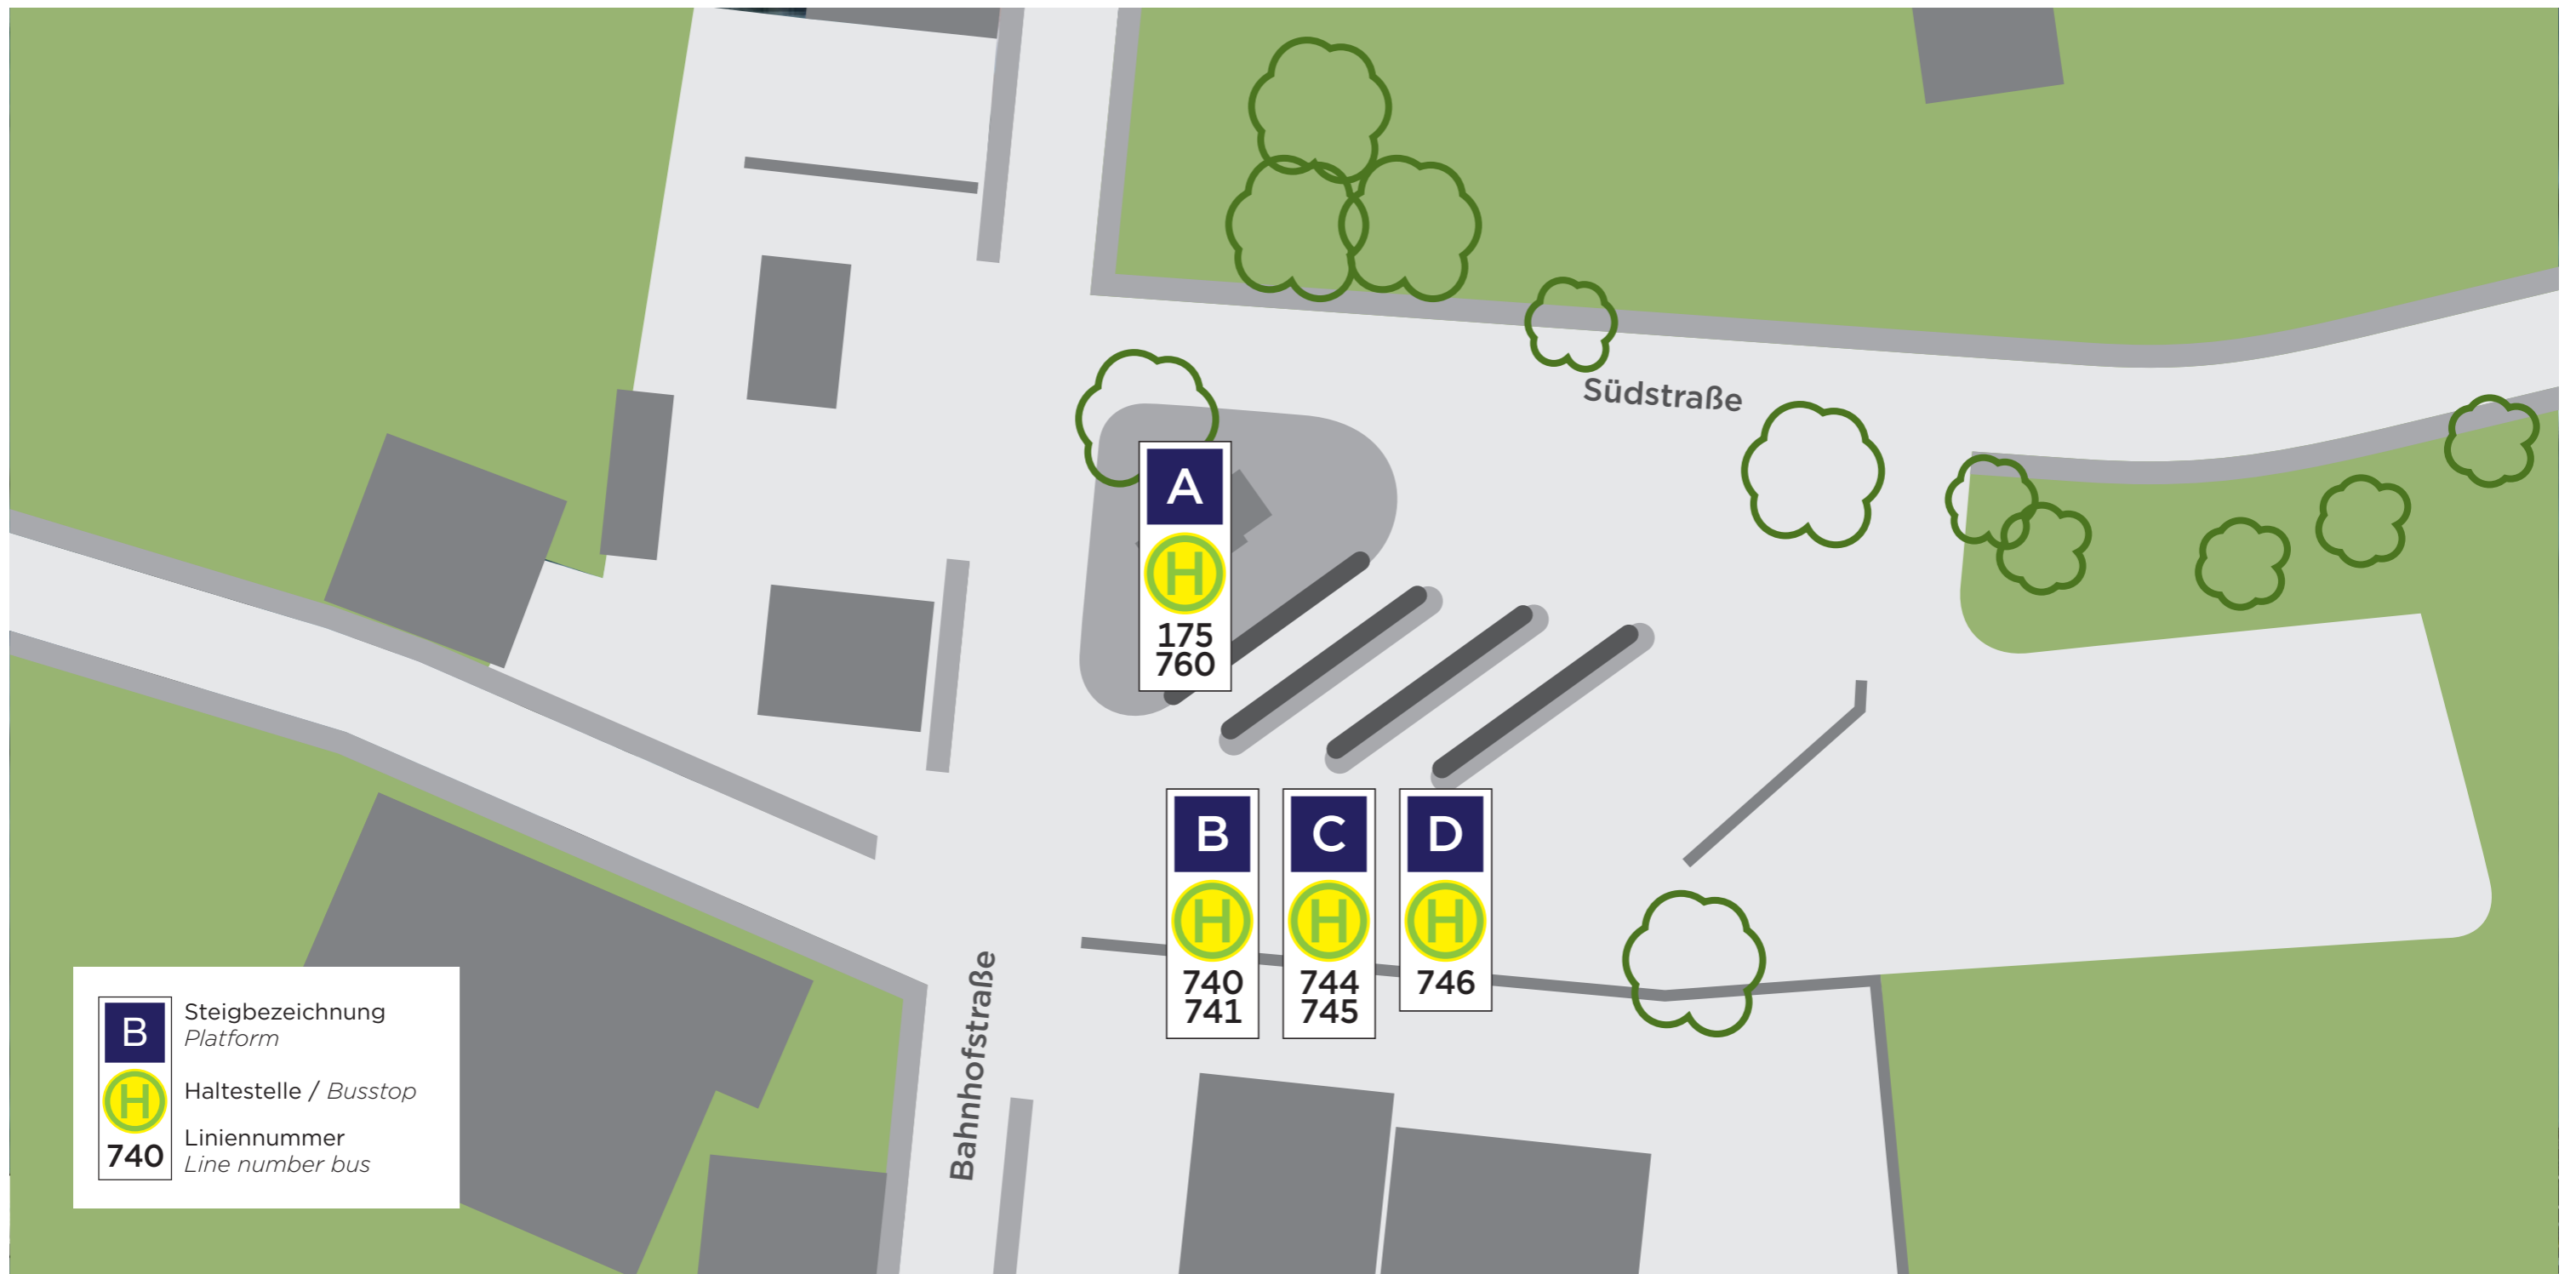 Südstraße
A
H
175
760
B
H
740
741
C
H
744
745
D
H
746
Bahnhofstraße
B
Steigbezeichnung
Platform
H
Haltestelle / Busstop
740
Liniennummer
Line number bus